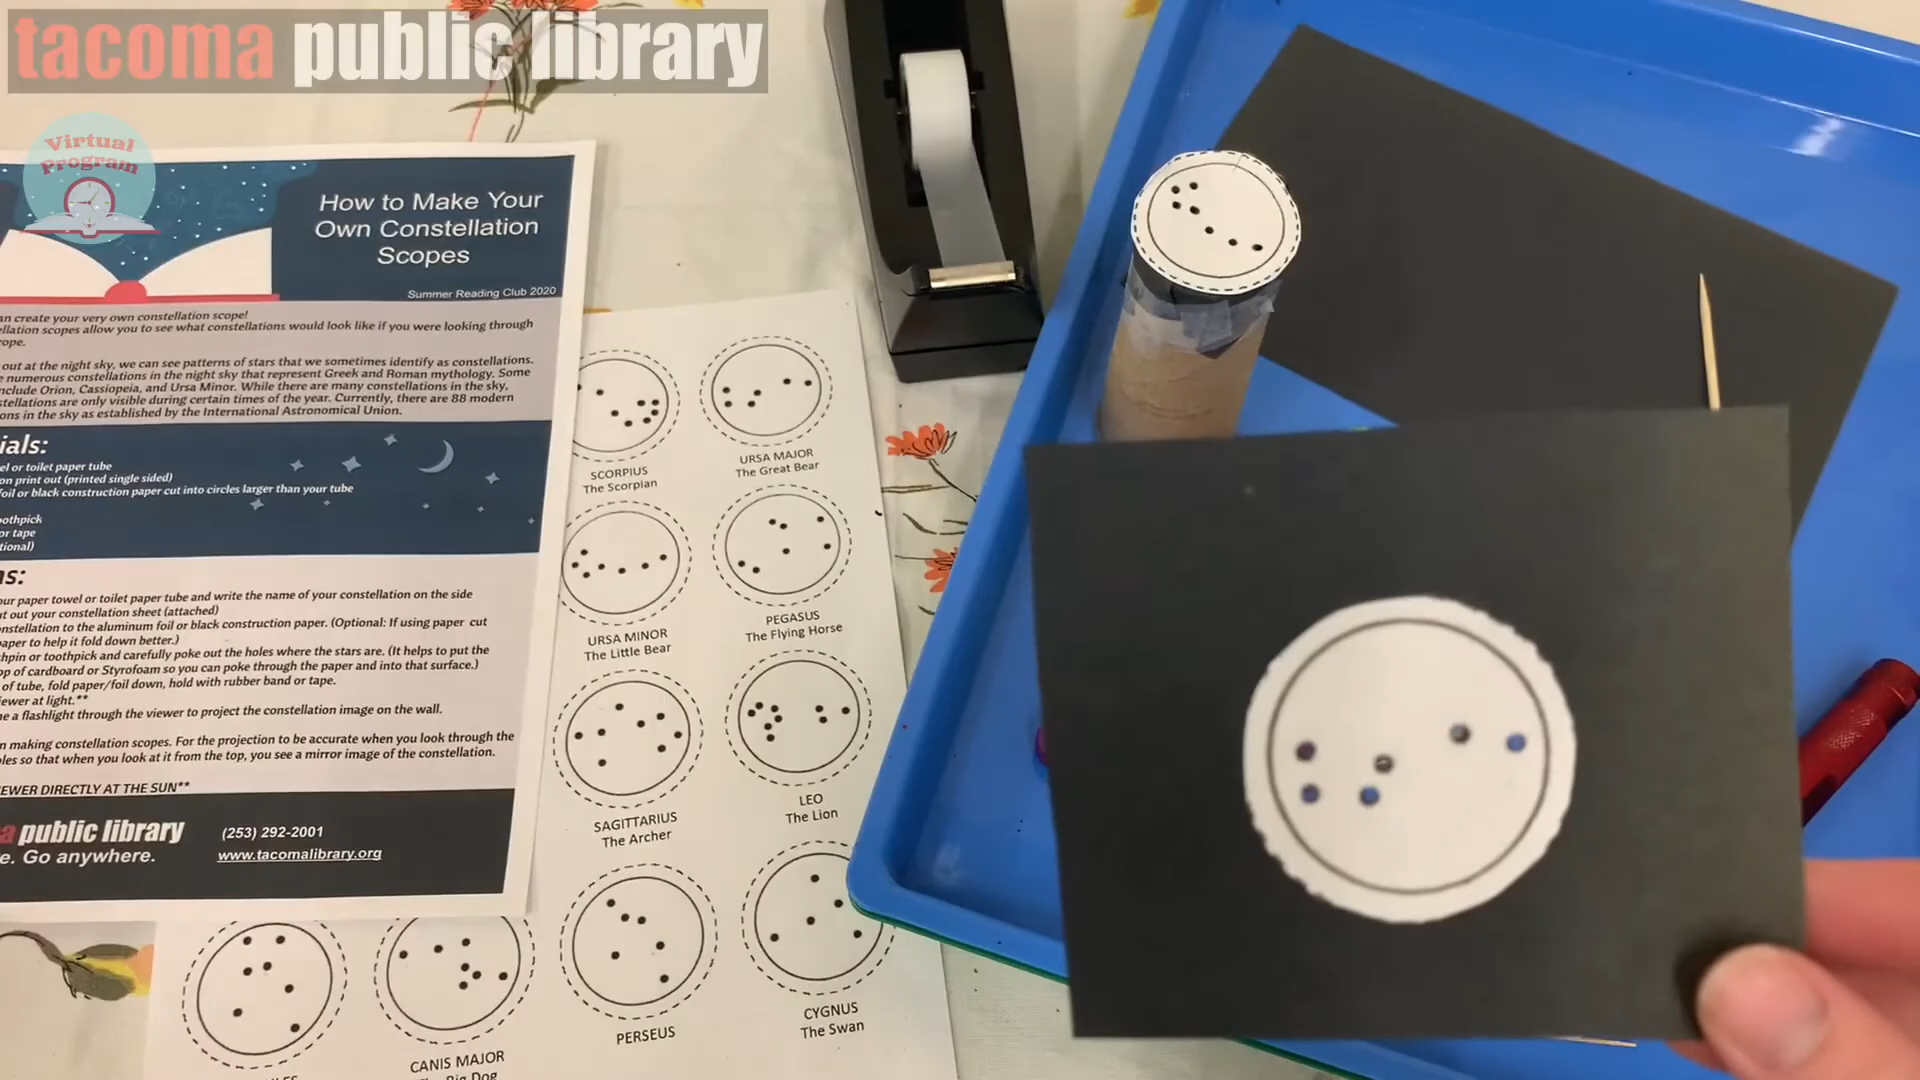 tacoma public library
Virtual
Program
How to Make Your
Own Constellation
Scopes
Summer Reading Club 2020
an create your very own constellation scope!
ellation scopes allow you to see what constellations would look like if you were looking through
out at the night sky, we can see patterns of stars that we sometimes identify as constellations.
numerous constellations in the night sky that represent Greek and Roman mythology. Some
nclude Orion, Cassiopeia, and Ursa Minor. While there are many constellations in the sky,
stellations are only visible during certain times of the year. Currently, there are 88 modern
ons in the sky as established by the International Astronomical Union.
ials:
el or toilet paper tube
on print out (printed single sided)
foil or black construction paper cut into circles larger than your tube
oothpick
or tape
tional)
ns:
our paper towel or toilet paper tube and write the name of your constellation on the side
ut out your constellation sheet (attached)
onstellation to the aluminum foil or black construction paper. (Optional: If using paper cut
paper to help it fold down better.)
hpin or toothpick and carefully poke out the holes where the stars are. (It helps to put the
op of cardboard or Styrofoam so you can poke through the paper and into that surface.)
of tube, fold paper/foil down, hold with rubber band or tape.
iewer at light.**
ne a flashlight through the viewer to project the constellation image on the wall.
n making constellation scopes. For the projection to be accurate when you look through the
les so that when you look at it from the top, you see a mirror image of the constellation.
EWER DIRECTLY AT THE SUN**
a public library
e. Go anywhere.
(253) 292-2001
www.tacomalibrary.org
SCORPIUS
The Scorpian
URSA MAJOR
The Great Bear
URSA MINOR
The Little Bear
PEGASUS
The Flying Horse
SAGITTARIUS
The Archer
LEO
The Lion
PERSEUS
CYGNUS
The Swan
CANIS MAJOR